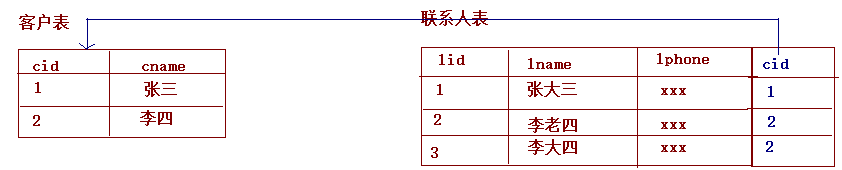 客户表
联系人表
cid cname
1 张三
2 李四
lid lname lphone cid
1 张大三 xxx 1
2 李老四 xxx 2
3 李大四 xxx 2